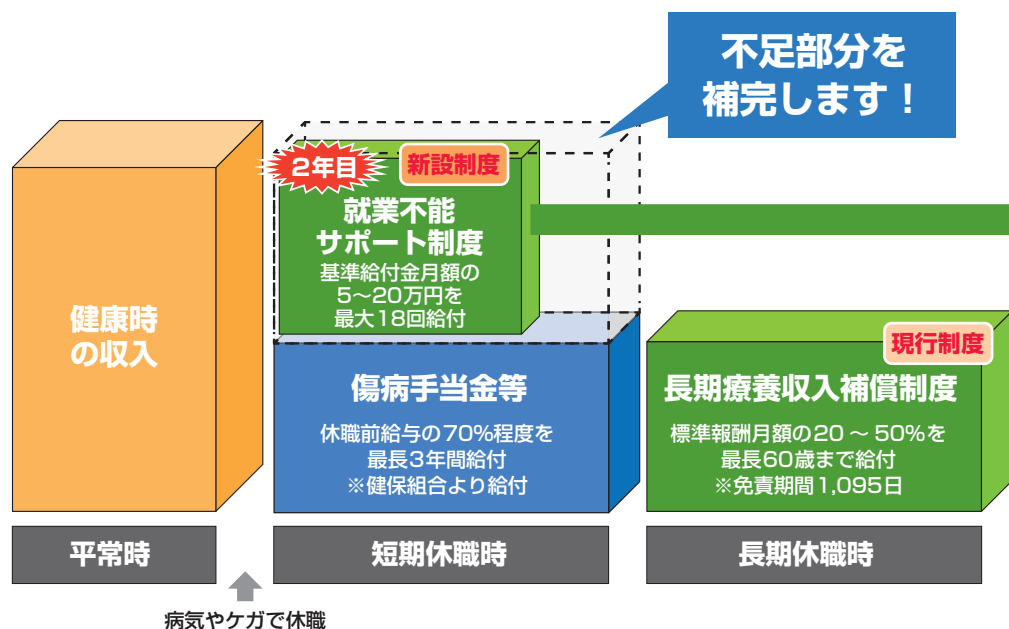 不足部分を
補完します！
2年目
新設制度
就業不能
サポート制度
基準給付金月額の
5～20万円を
最大18回給付
健康時
の収入
傷病手当金等
休職前給与の70%程度を
最長3年間給付
※健保組合より給付
現行制度
長期療養収入補償制度
標準報酬月額の20～50%を
最長60歳まで給付
※免責期間1,095日
平常時
短期休職時
長期休職時
病気やケガで休職